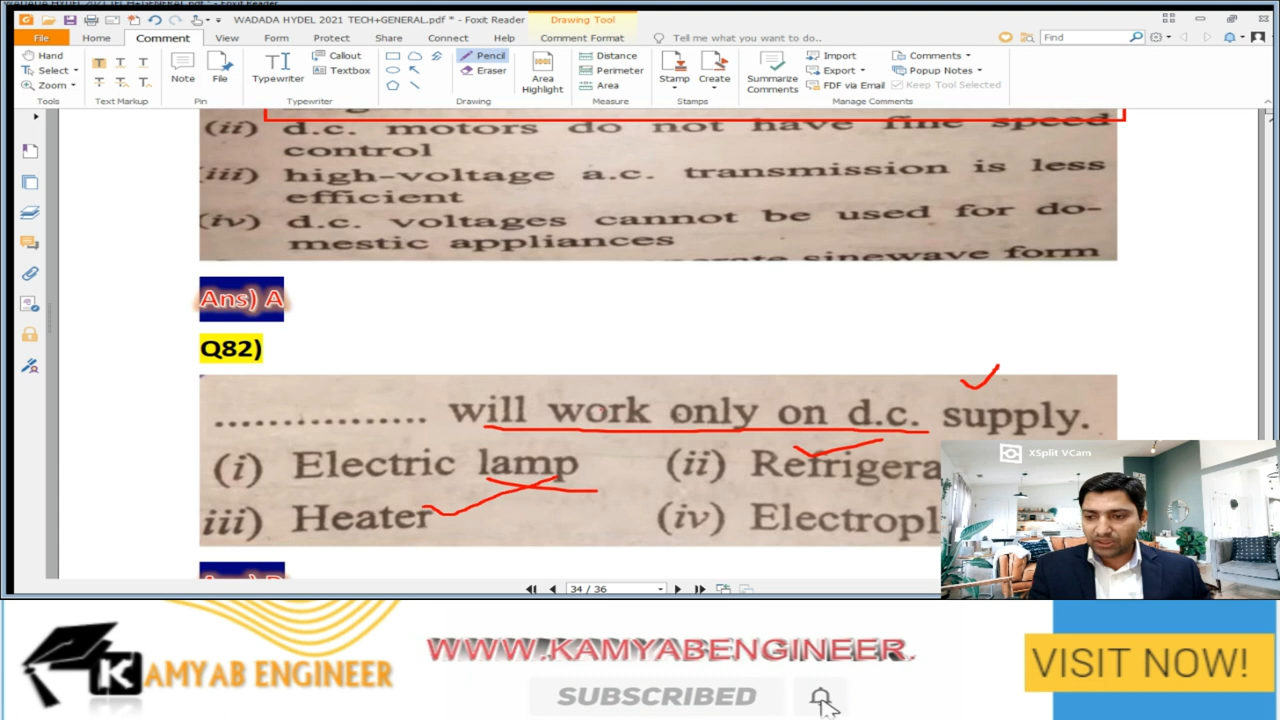 WADADA HYDEL 2021 TECH+GENERAL.pdf * - Foxit Reader
Drawing Tool
File Home Comment View Form Protect Share Connect Help Comment Format Tell me what you want to do.. Find
Hand
Select
Zoom
Tools
Text Markup
Note
File
Pin
Typewriter
Callout
Textbox
Typewriter
Pencil
Eraser
Drawing
Area Highlight
Distance
Perimeter
Area
Measure
Stamp
Create
Stamps
Summarize Comments
Import
Export
FDF via Email
Comments
Popup Notes
Keep Tool Selected
Manage Comments
(ii) d.c. motors do not have fine speed
control
(iii) high-voltage a.c. transmission is less
efficient
(iv) d.c. voltages cannot be used for do-
mestic appliances
sinewave form
Ans) A
Q82)
................ will work only on d.c. supply.
(i) Electric lamp (ii) Refrigera
iii) Heater (iv) Electropl
34 / 36
XSplit VCam
K AMYAB ENGINEER
WWW.KAMYABENGINEER.
SUBSCRIBED
VISIT NOW!